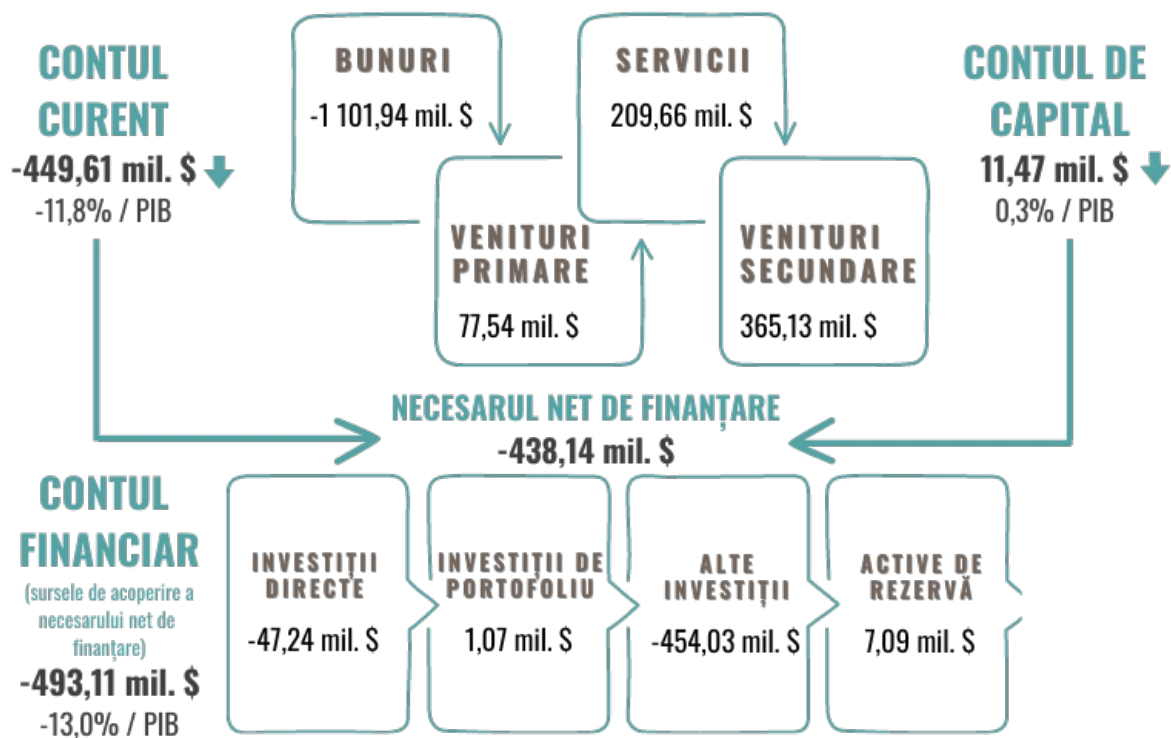 CONTUL
CURENT
-449,61 mil. $
-11,8% / PIB
BUNURI
-1 101,94 mil. $
SERVICII
209,66 mil. $
CONTUL DE
CAPITAL
11,47 mil. $
0,3% / PIB
VENITURI
PRIMARE
77,54 mil. $
VENITURI
SECUNDARE
365,13 mil. $
NECESARUL NET DE FINANȚARE
-438,14 mil. $
CONTUL
FINANCIAR
(sursele de acoperire a
necesarului net de
finanțare)
-493,11 mil. $
-13,0% / PIB
INVESTIȚII
DIRECTE
-47,24 mil. $
INVESTIȚII DE
PORTOFOLIU
1,07 mil. $
ALTE
INVESTIȚII
-454,03 mil. $
ACTIVE DE
REZERVĂ
7,09 mil. $